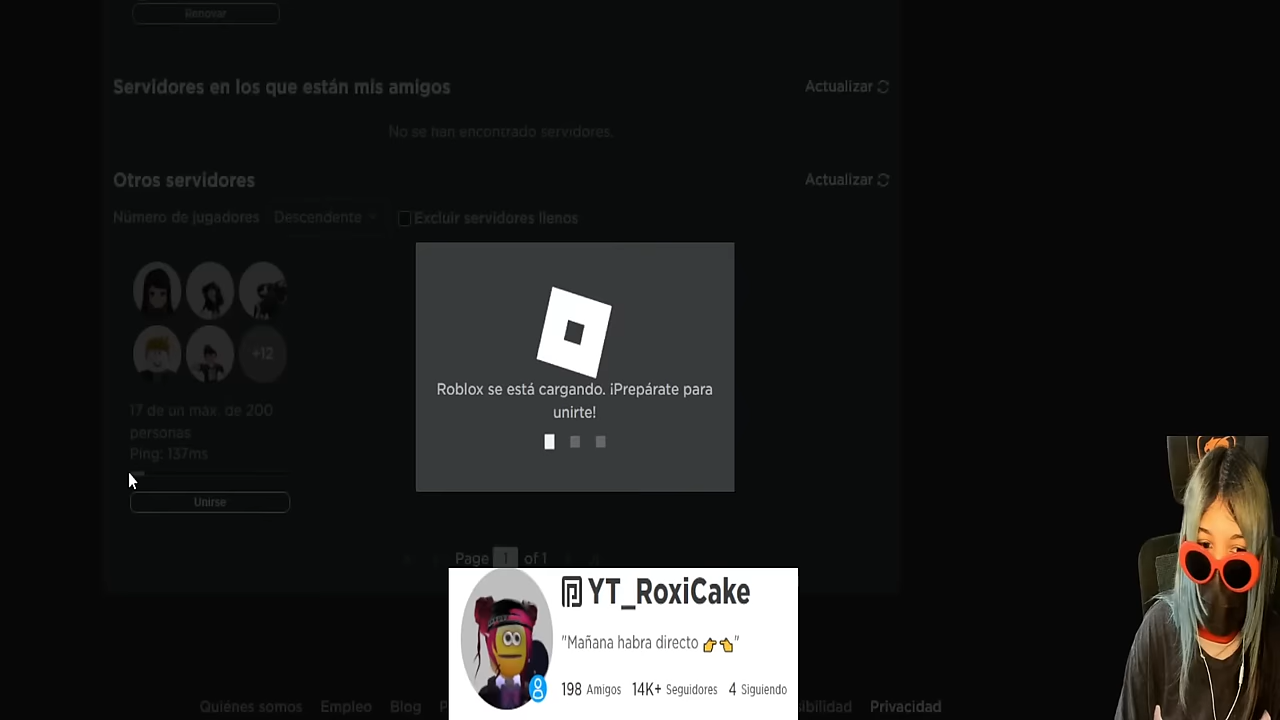 Renovar
Servidores en los que están mis amigos
Actualizar
No se han encontrado servidores.
Otros servidores
Actualizar
Número de jugadores Descendente Excluir servidores llenos
+12
17 de un máx. de 200
personas
Ping: 137ms
Unirse
Roblox se está cargando. ¡Prepárate para
unirte!
Page 1 of 1
YT_RoxiCake
"Mañana habra directo 👉👈"
198 Amigos 14K+ Seguidores 4 Siguiendo
Quiénes somos Empleo Blog P sibilidad Privacidad